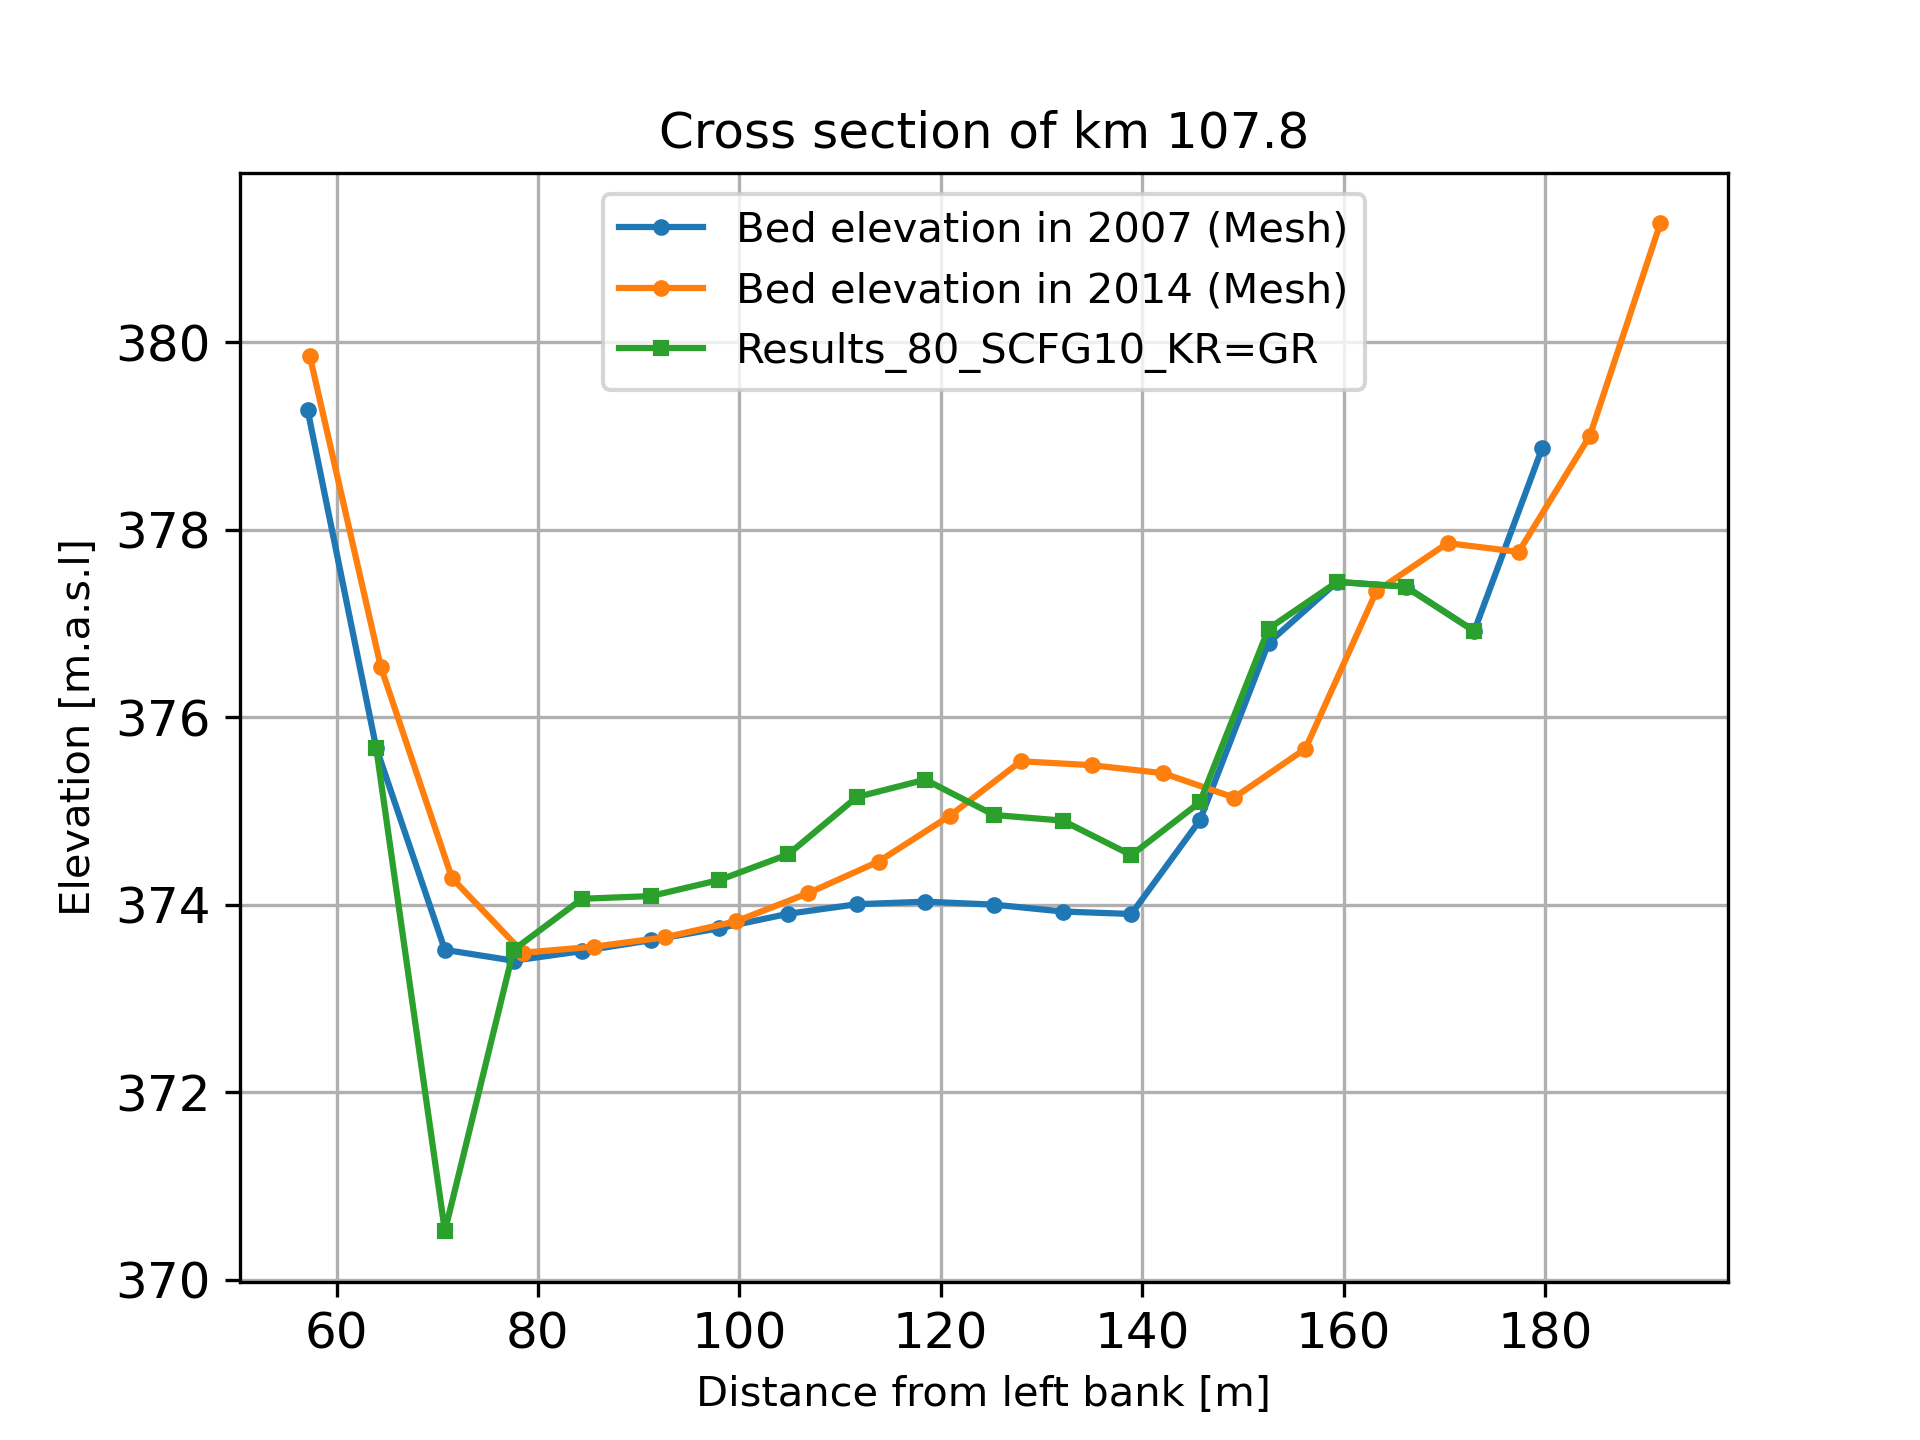 Cross section of km 107.8
Bed elevation in 2007 (Mesh)
Bed elevation in 2014 (Mesh)
Results_80_SCFG10_KR=GR
Elevation [m.a.s.l]
380
378
376
374
372
370
60 80 100 120 140 160 180
Distance from left bank [m]